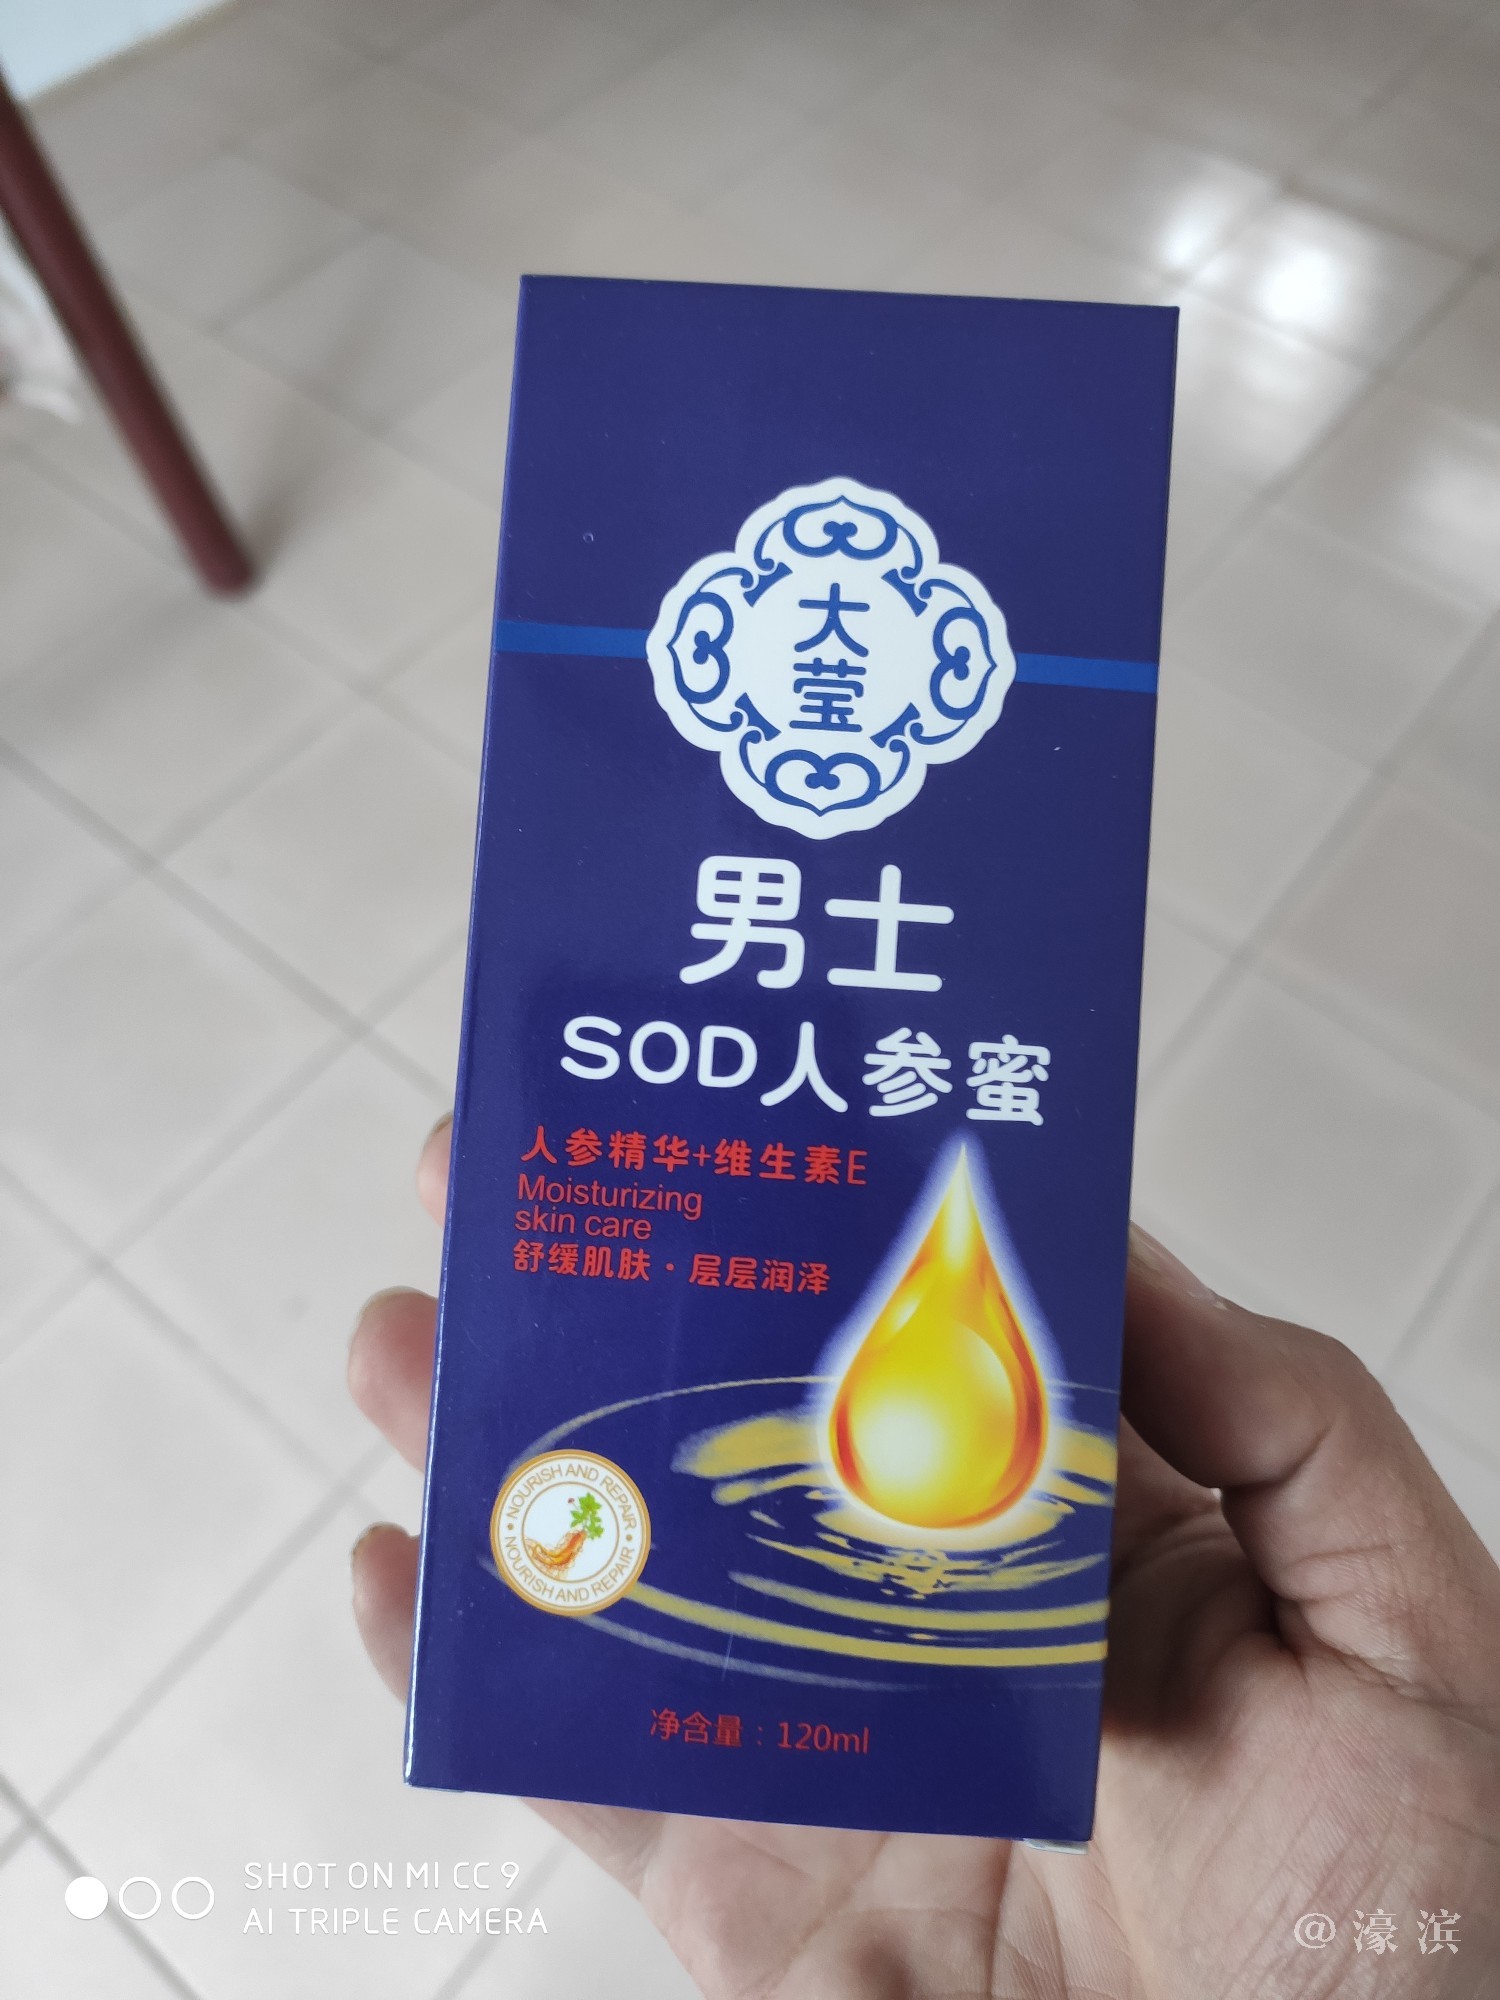 大
莹
男士
SOD人参蜜
人参精华+维生素E
Moisturizing
skin care
舒缓肌肤·层层润泽
NOURISH AND REPAIR
NOURISH AND REPAIR
净含量：120ml
SHOT ON MI CC 9
AI TRIPLE CAMERA
@濠滨